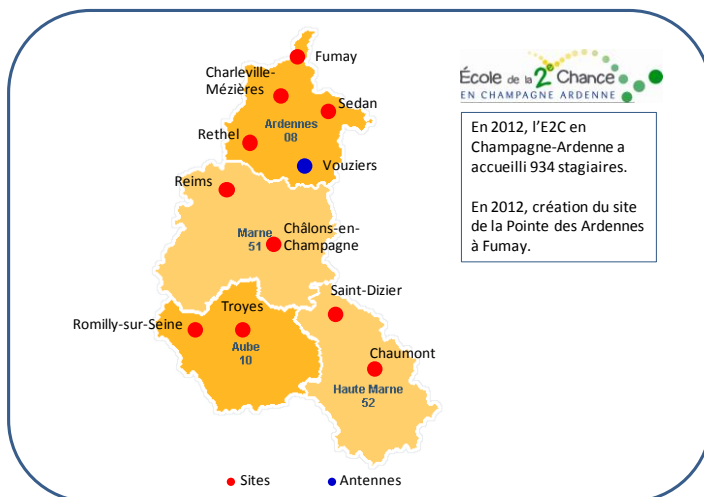 Fumay
Charleville-
Mézières
Sedan
Ardennes
08
Rethel
Vouziers
Reims
Marne
51
Châlons-en-
Champagne
Saint-Dizier
Troyes
Romilly-sur-Seine
Aube
10
Chaumont
Haute Marne
52
Sites
Antennes
École de la 2e Chance
EN CHAMPAGNE ARDENNE
En 2012, l’E2C en
Champagne-Ardenne a
accueilli 934 stagiaires.
En 2012, création du site
de la Pointe des Ardennes
à Fumay.